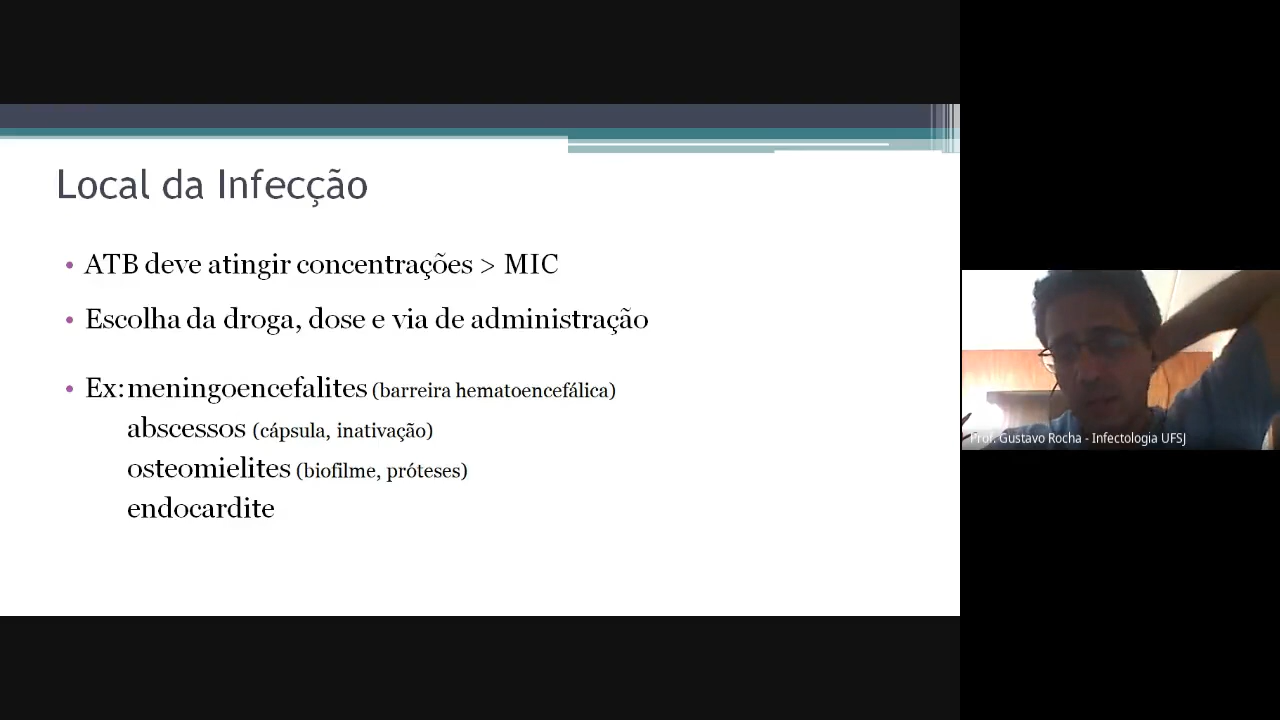 Local da Infecção
• ATB deve atingir concentrações > MIC
• Escolha da droga, dose e via de administração
• Ex: meningoencefalites (barreira hematoencefálica)
abscessos (cápsula, inativação)
osteomielites (biofilme, próteses)
endocardite
Prof. Gustavo Rocha - Infectologia UFSJ